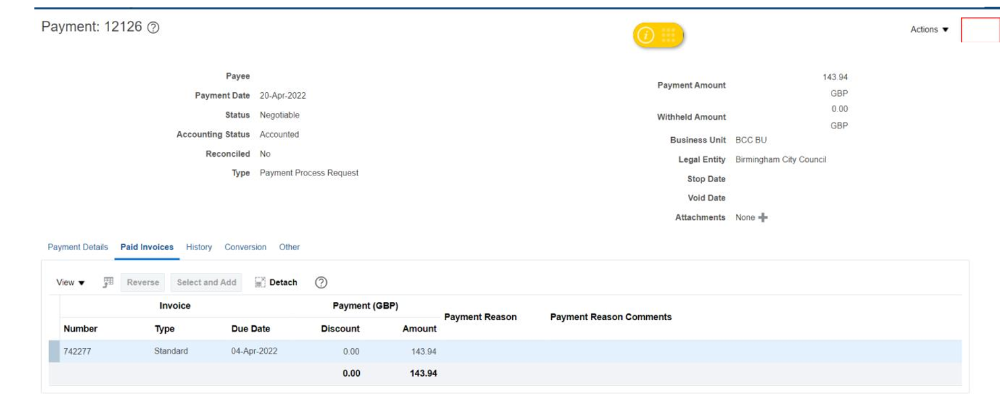 Payment: 12126
Actions
Payee
Payment Date 20-Apr-2022
Status Negotiable
Accounting Status Accounted
Reconciled No
Type Payment Process Request
Payment Amount 143.94 GBP
Withheld Amount 0.00 GBP
Business Unit BCC BU
Legal Entity Birmingham City Council
Stop Date
Void Date
Attachments None
Payment Details Paid Invoices History Conversion Other
View Reverse Select and Add Detach
Invoice Payment (GBP) Payment Reason Payment Reason Comments
Number Type Due Date Discount Amount
742277 Standard 04-Apr-2022 0.00 143.94
0.00 143.94